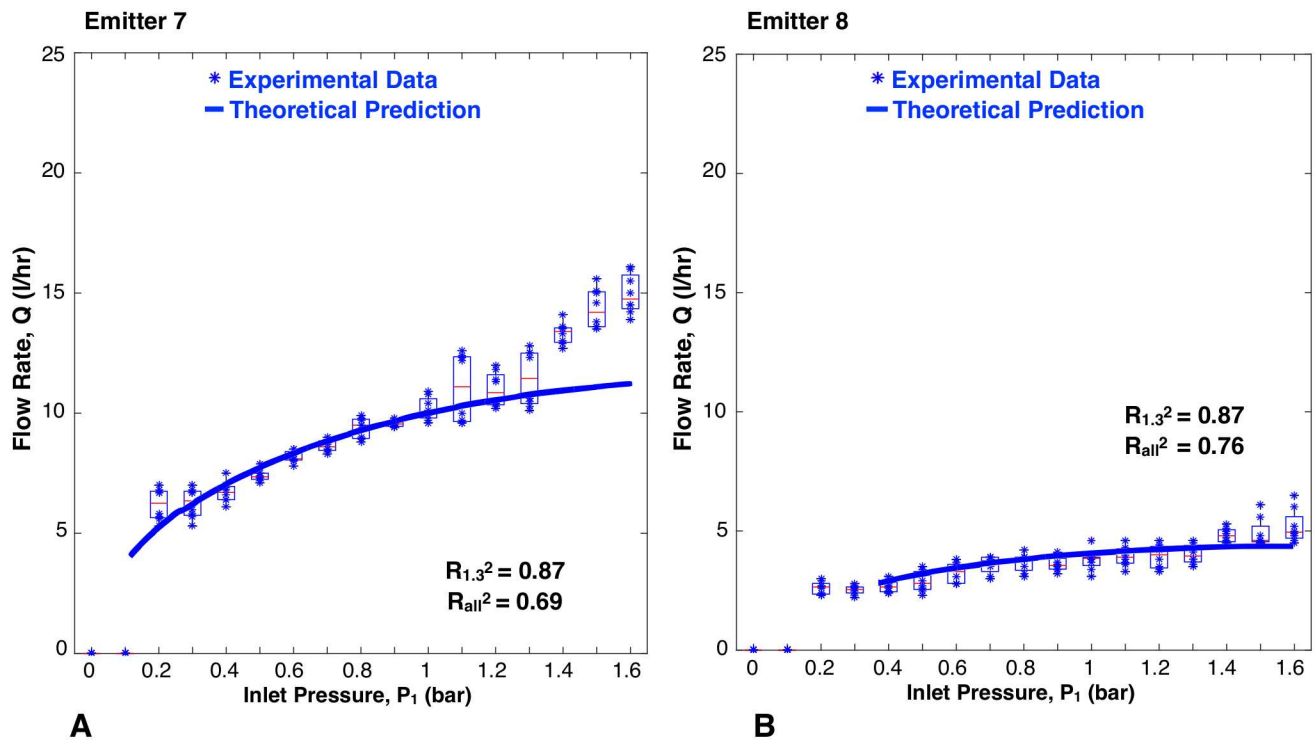 Emitter 7
25
20
15
10
5
0
Flow Rate, Q (l/hr)
* Experimental Data
Theoretical Prediction
R1.3² = 0.87
Rall² = 0.69
0 0.2 0.4 0.6 0.8 1 1.2 1.4 1.6
Inlet Pressure, P1 (bar)
A
Emitter 8
25
20
15
10
5
0
Flow Rate, Q (l/hr)
* Experimental Data
Theoretical Prediction
R1.3² = 0.87
Rall² = 0.76
0 0.2 0.4 0.6 0.8 1 1.2 1.4 1.6
Inlet Pressure, P1 (bar)
B